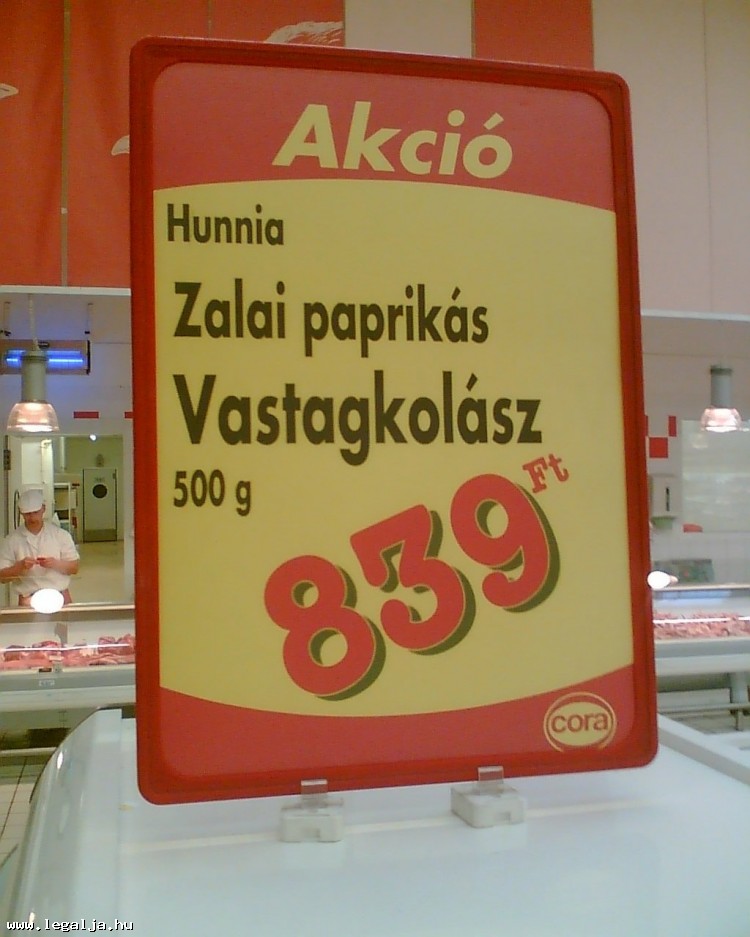 Akció
Hunnia
Zalai paprikás
Vastagkolász
500 g
839 Ft
cora
www.legalja.hu